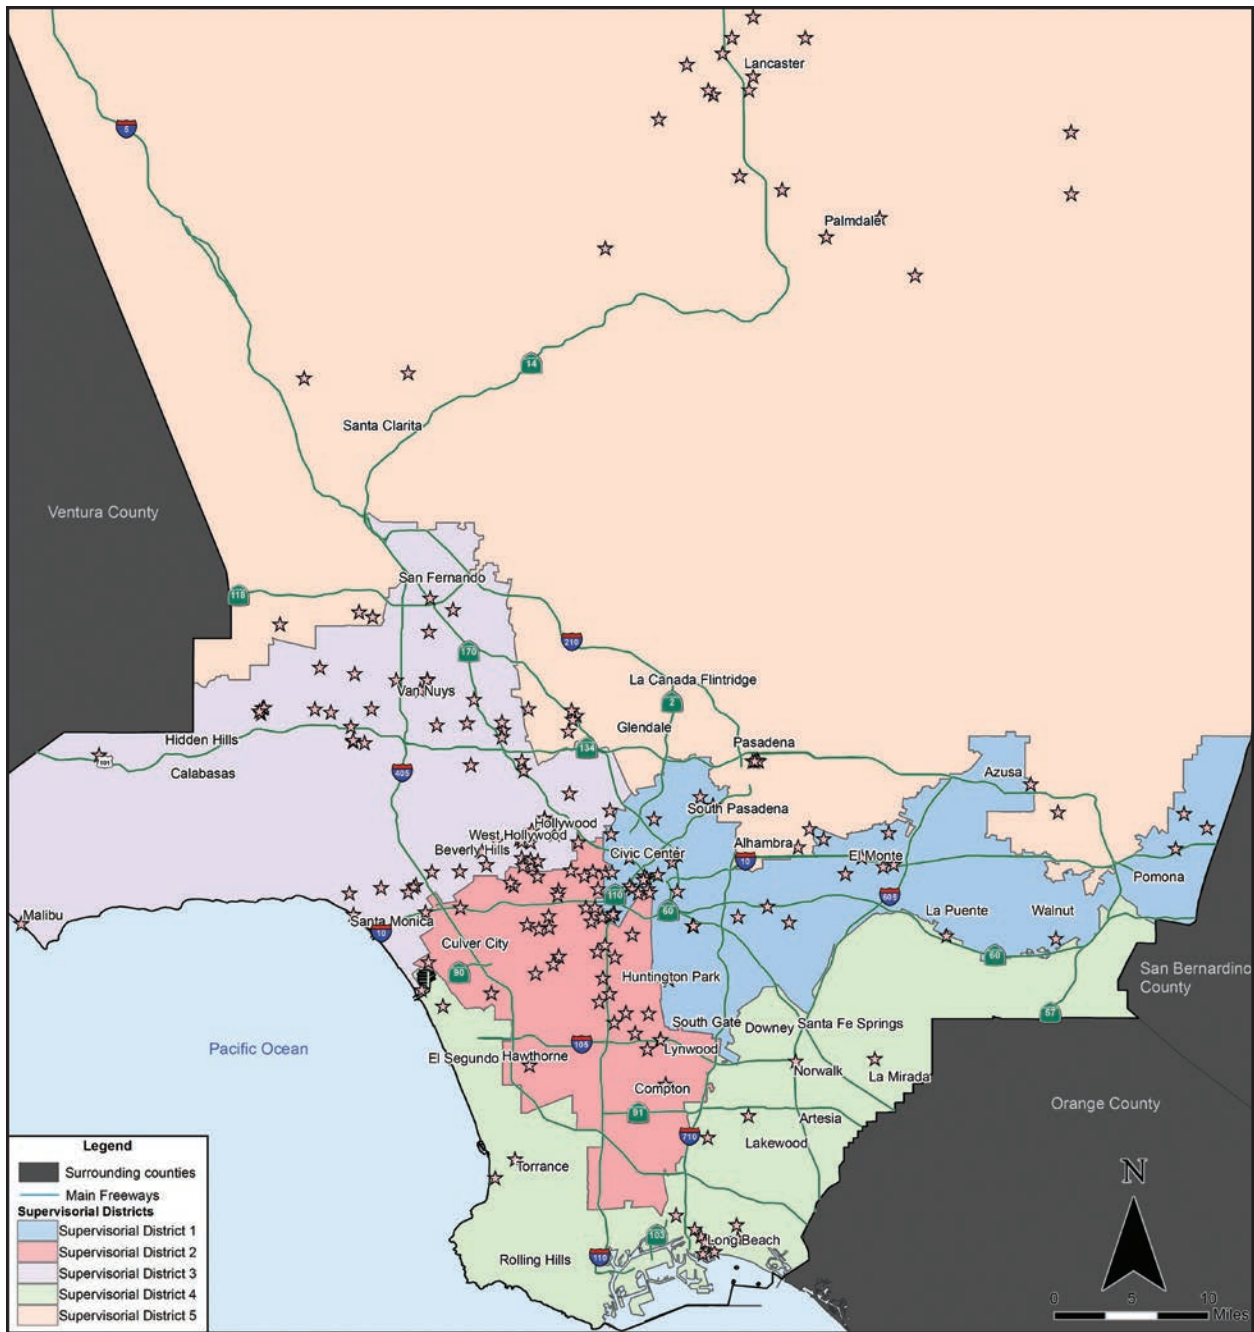 Lancaster
5
Palmdale
14
Santa Clarita
Ventura County
San Fernando
118
210
170
La Canada Flintridge
Van Nuys
2
Glendale
Hidden Hills
Pasadena
134
101
Calabasas
405
Azusa
South Pasadena
Hollywood
West Hollywood
Alhambra
Beverly Hills
Civic Center
El Monte
10
Pomona
110
605
60
Malibu
Santa Monica
La Puente
Walnut
10
Culver City
60
90
Huntington Park
San Bernardino
County
57
South Gate
Downey
Santa Fe Springs
Pacific Ocean
105
El Segundo
Hawthorne
Lynwood
Norwalk
La Mirada
Compton
Orange County
91
Artesia
710
Lakewood
Torrance
103
Long Beach
Rolling Hills
110
Legend
Surrounding counties
Main Freeways
Supervisorial Districts
Supervisorial District 1
Supervisorial District 2
Supervisorial District 3
Supervisorial District 4
Supervisorial District 5
N
0 5 10
Miles